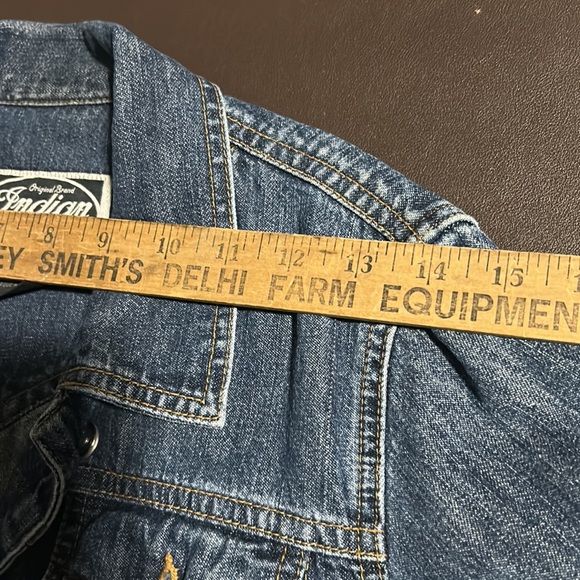 Original Brand
Indian
8 9 10 11 12 13 14 15
EY SMITH'S DELHI FARM EQUIPMEN